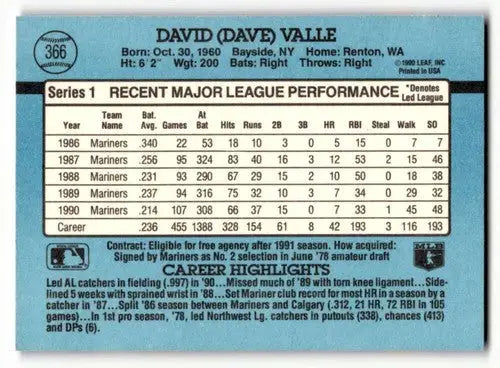 366
DAVID (DAVE) VALLE
Born: Oct. 30, 1960 Bayside, NY Home: Renton, WA
Ht: 6' 2" Wgt: 200 Bats: Right Throws: Right
©1990 LEAF, INC.
Printed in USA
Series 1 RECENT MAJOR LEAGUE PERFORMANCE *Denotes Led League
Year Team Name Bat. Avg. Games At Bat Hits Runs 2B 3B HR RBI Steal Walk SO
1986 Mariners .340 22 53 18 10 3 0 5 15 0 7 7
1987 Mariners .256 95 324 83 40 16 3 12 53 2 15 46
1988 Mariners .231 93 290 67 29 15 2 10 50 0 18 38
1989 Mariners .237 94 316 75 32 10 3 7 34 0 29 32
1990 Mariners .214 107 308 66 37 15 0 7 33 1 45 48
Career .236 455 1388 328 154 61 8 42 193 3 116 193
Contract: Eligible for free agency after 1991 season. How acquired:
Signed by Mariners as No. 2 selection in June '78 amateur draft
CAREER HIGHLIGHTS
MLB
Led AL catchers in fielding (.997) in '90...Missed much of '89 with torn knee ligament...Side-
lined 5 weeks with sprained wrist in '88...Set Mariner club record for most HR in a season by a
catcher in '87...Split '86 season between Mariners and Calgary (.312, 21 HR, 72 RBI in 105
games)...In 1st pro season, '78, led Northwest Lg. catchers in putouts (338), chances (413)
and DPs (6).